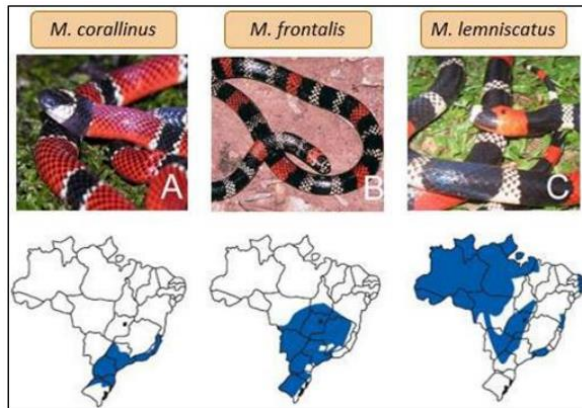 M. corallinus
M. frontalis
M. lemniscatus
A
B
C